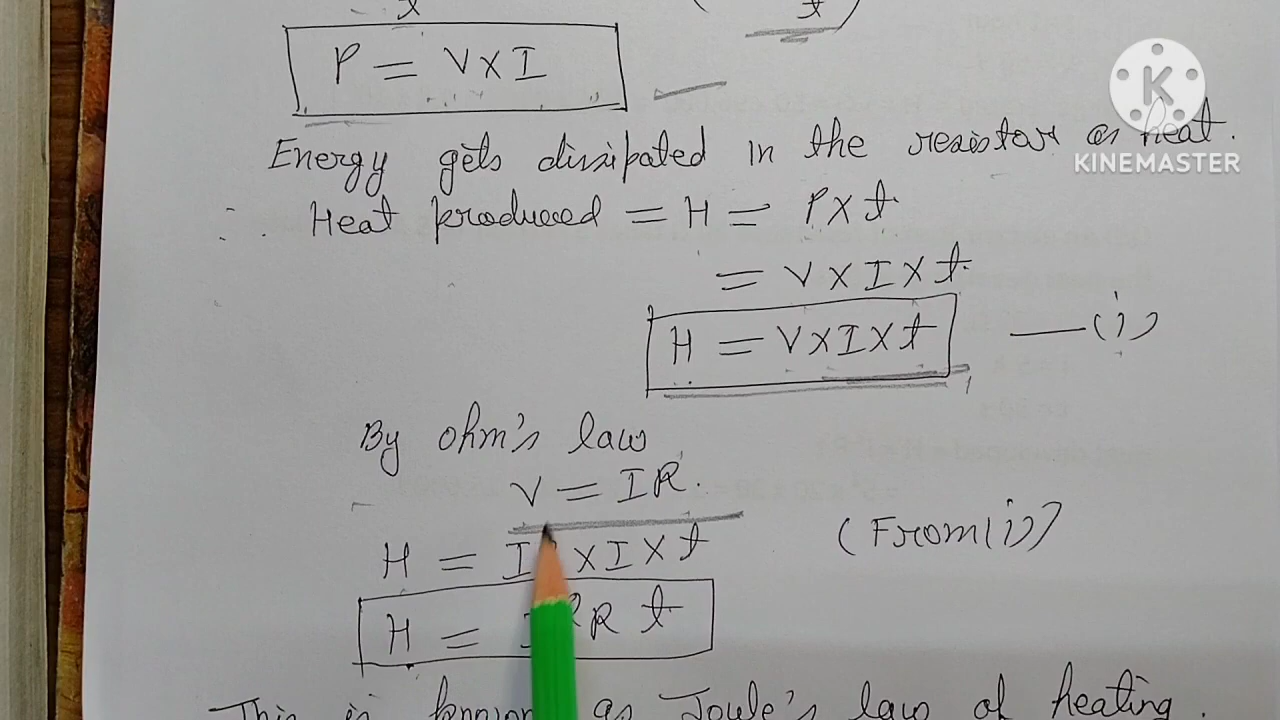 t t
P = V X I
Energy gets dissipated in the resistor as heat.
∴ Heat produced = H = P X t
= V X I X t
H = V X I X t —(i)
By ohm's law
V = IR.
H = I X I X t (From(i))
H = R t
This is known as Joule's law of heating.
K
KINEMASTER